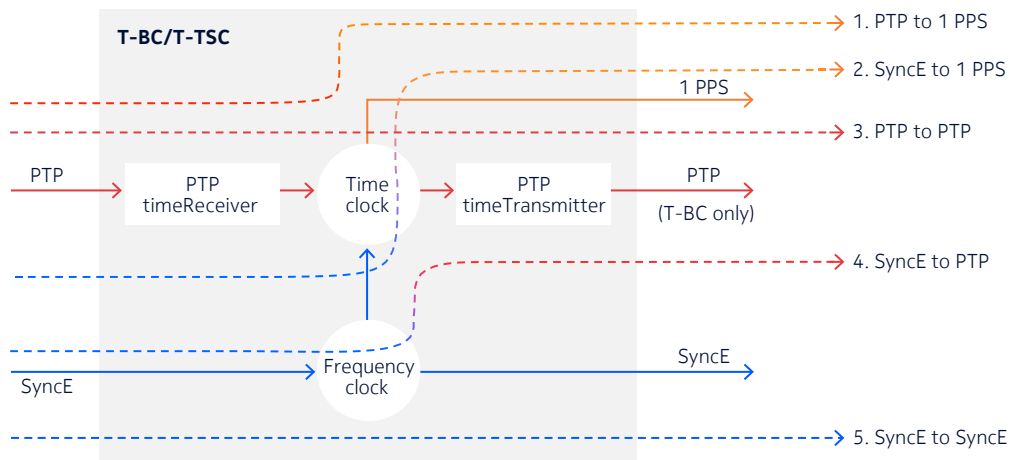 T-BC/T-TSC
1. PTP to 1 PPS
2. SyncE to 1 PPS
1 PPS
3. PTP to PTP
PTP
PTP
timeReceiver
Time
clock
PTP
timeTransmitter
PTP
(T-BC only)
4. SyncE to PTP
SyncE
Frequency
clock
SyncE
5. SyncE to SyncE